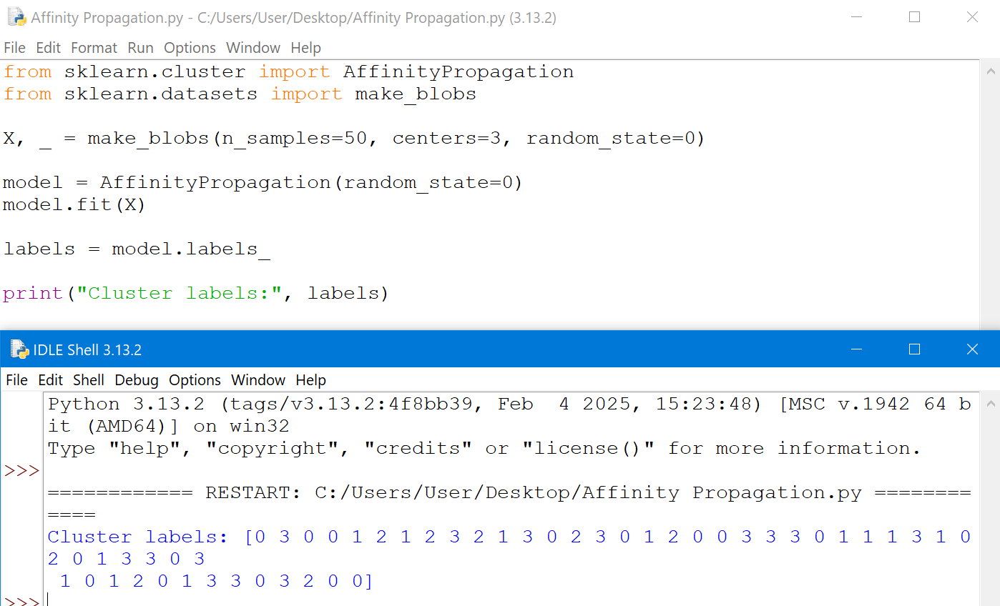 Affinity Propagation.py - C:/Users/User/Desktop/Affinity Propagation.py (3.13.2)
File Edit Format Run Options Window Help
from sklearn.cluster import AffinityPropagation
from sklearn.datasets import make_blobs
X, _ = make_blobs(n_samples=50, centers=3, random_state=0)
model = AffinityPropagation(random_state=0)
model.fit(X)
labels = model.labels_
print("Cluster labels:", labels)
IDLE Shell 3.13.2
File Edit Shell Debug Options Window Help
Python 3.13.2 (tags/v3.13.2:4f8bb39, Feb  4 2025, 15:23:48) [MSC v.1942 64 b
it (AMD64)] on win32
Type "help", "copyright", "credits" or "license()" for more information.
>>>
============ RESTART: C:/Users/User/Desktop/Affinity Propagation.py ========
====
Cluster labels: [0 3 0 0 1 2 1 2 3 2 1 3 0 2 3 0 1 2 0 0 3 3 3 0 1 1 1 3 1 0
2 0 1 3 3 0 3
 1 0 1 2 0 1 3 3 0 3 2 0 0]
>>>